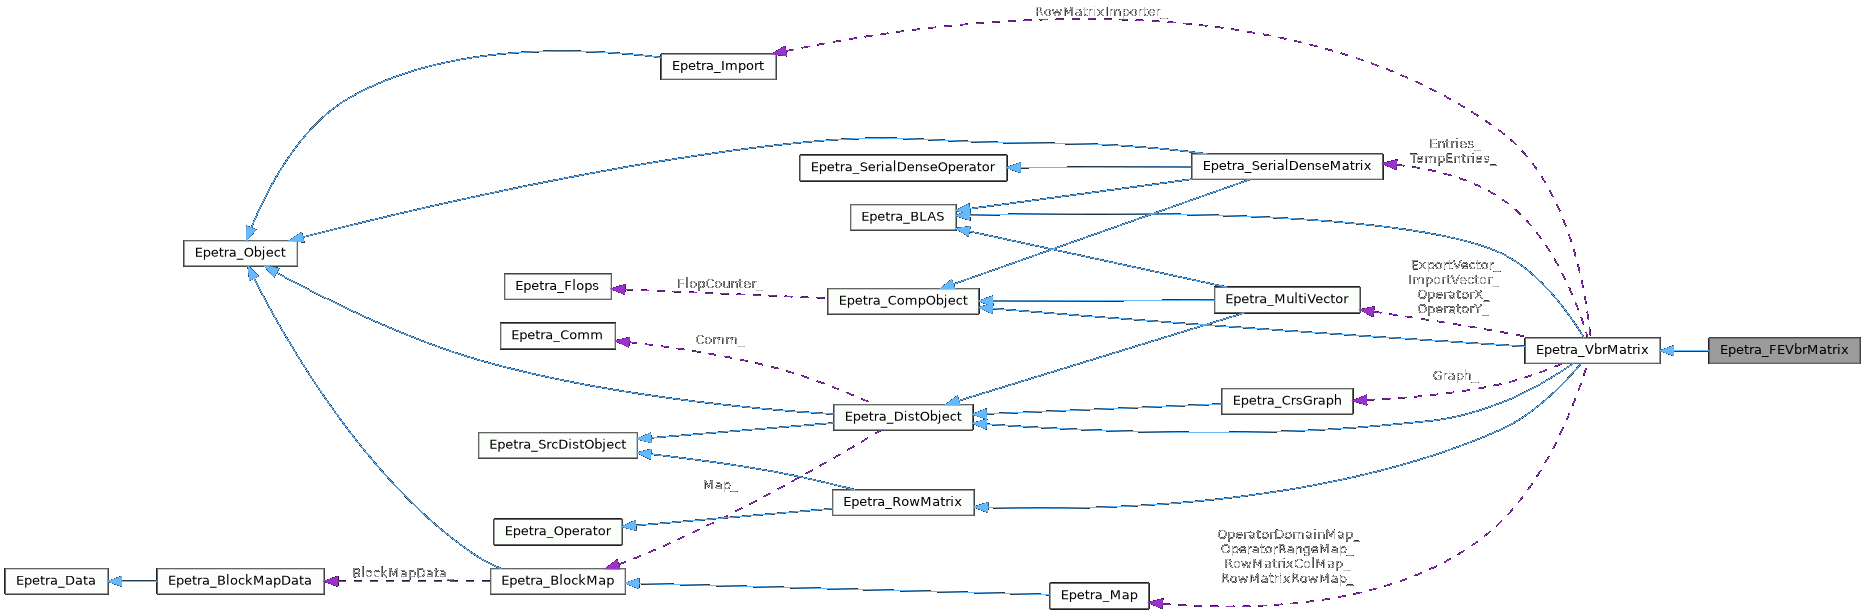 RowMatrixImporter_
Epetra_Import
Entries_
TempEntries_
Epetra_SerialDenseOperator
Epetra_SerialDenseMatrix
Epetra_BLAS
Epetra_Object
ExportVector_
ImportVector_
OperatorX_
OperatorY_
Epetra_Flops
FlopCounter_
Epetra_CompObject
Epetra_MultiVector
Epetra_Comm
Comm_
Epetra_VbrMatrix
Epetra_FEVbrMatrix
Graph_
Epetra_CrsGraph
Epetra_DistObject
Epetra_SrcDistObject
Map_
Epetra_RowMatrix
Epetra_Operator
OperatorDomainMap_
OperatorRangeMap_
RowMatrixColMap_
RowMatrixRowMap_
Epetra_Data
Epetra_BlockMapData
BlockMapData_
Epetra_BlockMap
Epetra_Map